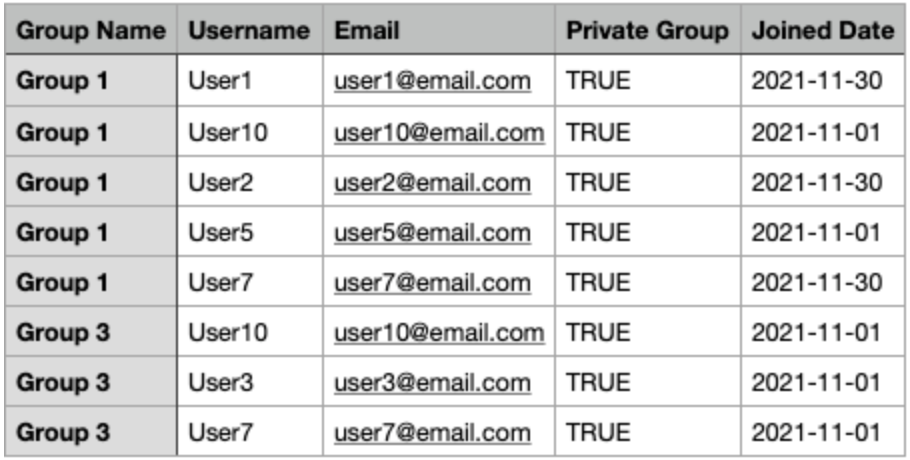 Group Name Username Email Private Group Joined Date
Group 1 User1 user1@email.com TRUE 2021-11-30
Group 1 User10 user10@email.com TRUE 2021-11-01
Group 1 User2 user2@email.com TRUE 2021-11-30
Group 1 User5 user5@email.com TRUE 2021-11-01
Group 1 User7 user7@email.com TRUE 2021-11-30
Group 3 User10 user10@email.com TRUE 2021-11-01
Group 3 User3 user3@email.com TRUE 2021-11-01
Group 3 User7 user7@email.com TRUE 2021-11-01